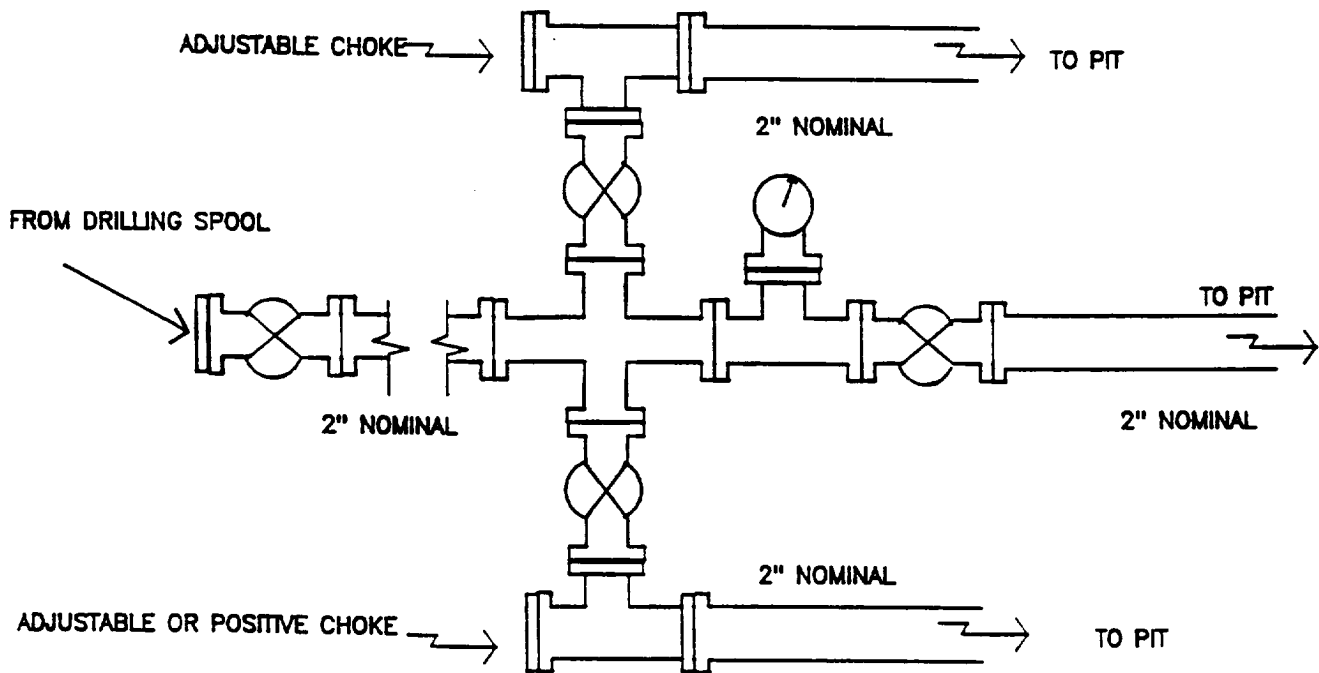 ADJUSTABLE CHOKE
TO PIT
2" NOMINAL
FROM DRILLING SPOOL
TO PIT
2" NOMINAL
2" NOMINAL
2" NOMINAL
ADJUSTABLE OR POSITIVE CHOKE
TO PIT